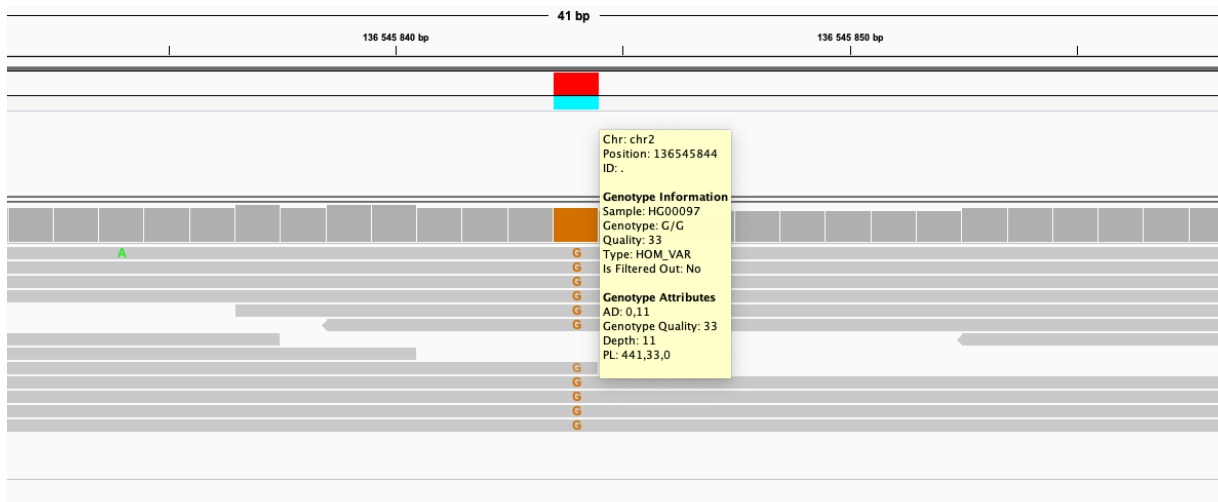 41 bp
136 545 840 bp
136 545 850 bp
Chr: chr2
Position: 136545844
ID: .
Genotype Information
Sample: HG00097
Genotype: G/G
Quality: 33
Type: HOM_VAR
Is Filtered Out: No
Genotype Attributes
AD: 0,11
Genotype Quality: 33
Depth: 11
PL: 441,33,0
A G
G
G
G
G
G
G
G
G
G
G